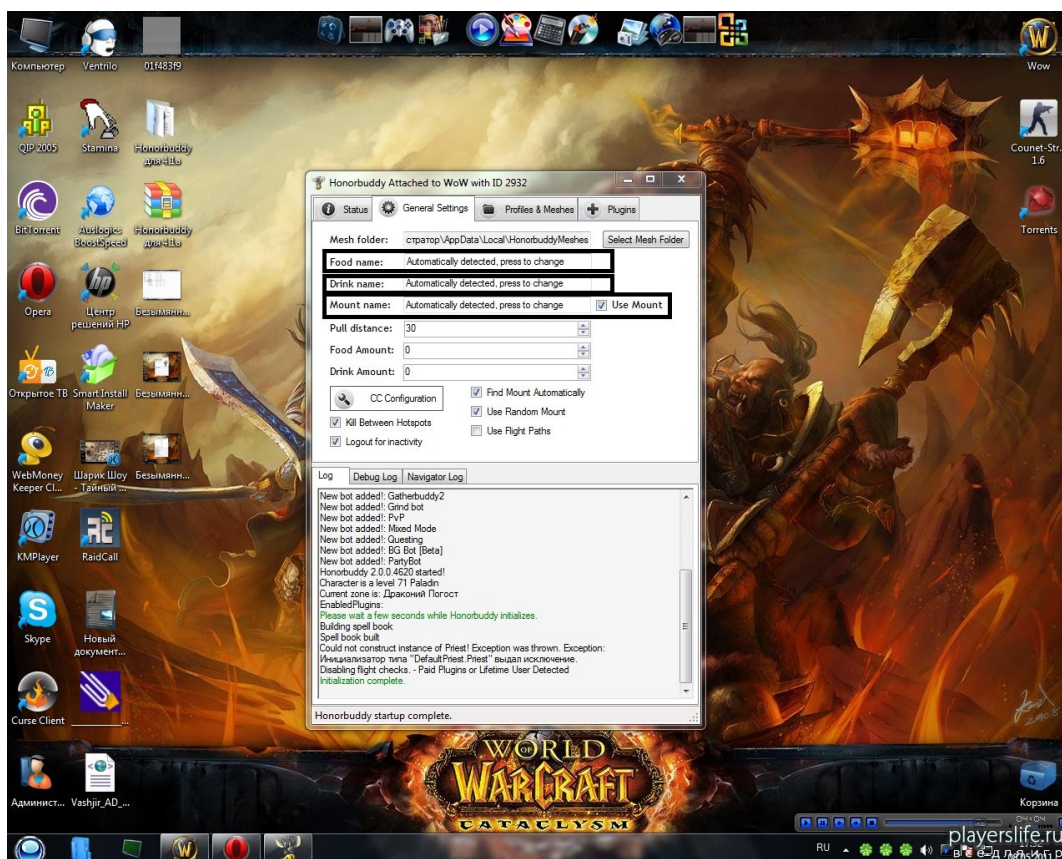 Компьютер
Ventrilo
01f483f9
Wow
QIP 2005
Stamina
Honorbuddy для 4.1.1a
Counet-Str... 1.6
BitTorrent
Auslogics BoostSpeed
Honorbuddy для 4.1.1a
Torrents
Opera
Центр решений HP
Безымянн...
Открытое ТВ
Smart Install Maker
Безымянн...
WebMoney Keeper Cl...
Шарик Шоу - Тайный ...
Безымянн...
KMPlayer
RaidCall
Skype
Новый документ...
Curse Client
Админист...
Vashjir_AD_...
Корзина
Honorbuddy Attached to WoW with ID 2932
Status
General Settings
Profiles & Meshes
Plugins
Mesh folder: стратор\AppData\Local\HonorbuddyMeshes Select Mesh Folder
Food name: Automatically detected, press to change
Drink name: Automatically detected, press to change
Mount name: Automatically detected, press to change Use Mount
Pull distance: 30
Food Amount: 0
Drink Amount: 0
CC Configuration
Find Mount Automatically
Use Random Mount
Use Flight Paths
Kill Between Hotspots
Logout for inactivity
Log Debug Log Navigator Log
New bot added!: Gatherbuddy2
New bot added!: Grind bot
New bot added!: PvP
New bot added!: Mixed Mode
New bot added!: Questing
New bot added!: BG Bot [Beta]
New bot added!: PartyBot
Honorbuddy 2.0.0.4620 started!
Character is a level 71 Paladin
Current zone is: Драконий Погост
EnabledPlugins:
Please wait a few seconds while Honorbuddy initializes.
Building spell book
Spell book built
Could not construct instance of Priest! Exception was thrown. Exception:
Инициализатор типа "DefaultPriest.Priest" выдал исключение.
Disabling flight checks. - Paid Plugins or Lifetime User Detected
Initialization complete.
Honorbuddy startup complete.
WORLD OF WARCRAFT
CATACLYSM
RU
playerslife.ru